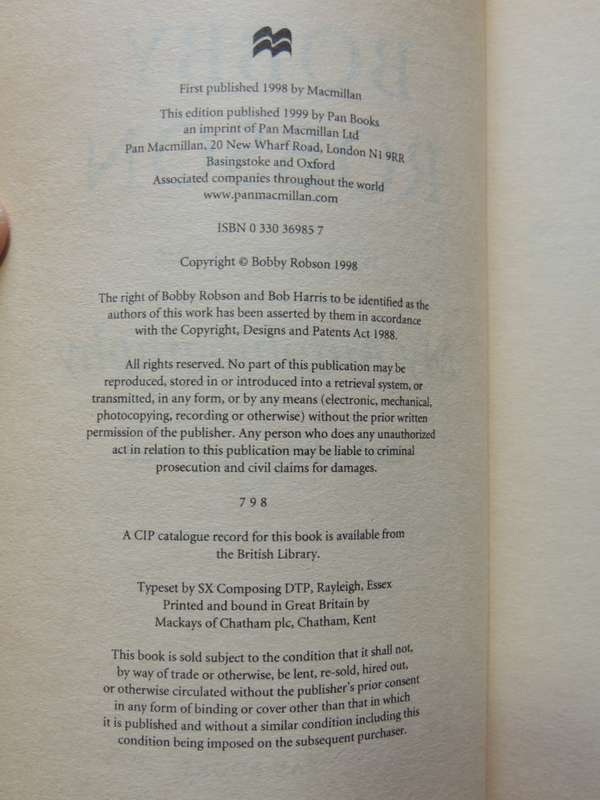 First published 1998 by Macmillan
This edition published 1999 by Pan Books
an imprint of Pan Macmillan Ltd
Pan Macmillan, 20 New Wharf Road, London N1 9RR
Basingstoke and Oxford
Associated companies throughout the world
www.panmacmillan.com
ISBN 0 330 36985 7
Copyright © Bobby Robson 1998
The right of Bobby Robson and Bob Harris to be identified as the
authors of this work has been asserted by them in accordance
with the Copyright, Designs and Patents Act 1988.
All rights reserved. No part of this publication may be
reproduced, stored in or introduced into a retrieval system, or
transmitted, in any form, or by any means (electronic, mechanical,
photocopying, recording or otherwise) without the prior written
permission of the publisher. Any person who does any unauthorized
act in relation to this publication may be liable to criminal
prosecution and civil claims for damages.
7 9 8
A CIP catalogue record for this book is available from
the British Library.
Typeset by SX Composing DTP, Rayleigh, Essex
Printed and bound in Great Britain by
Mackays of Chatham plc, Chatham, Kent
This book is sold subject to the condition that it shall not,
by way of trade or otherwise, be lent, re-sold, hired out,
or otherwise circulated without the publisher's prior consent
in any form of binding or cover other than that in which
it is published and without a similar condition including this
condition being imposed on the subsequent purchaser.